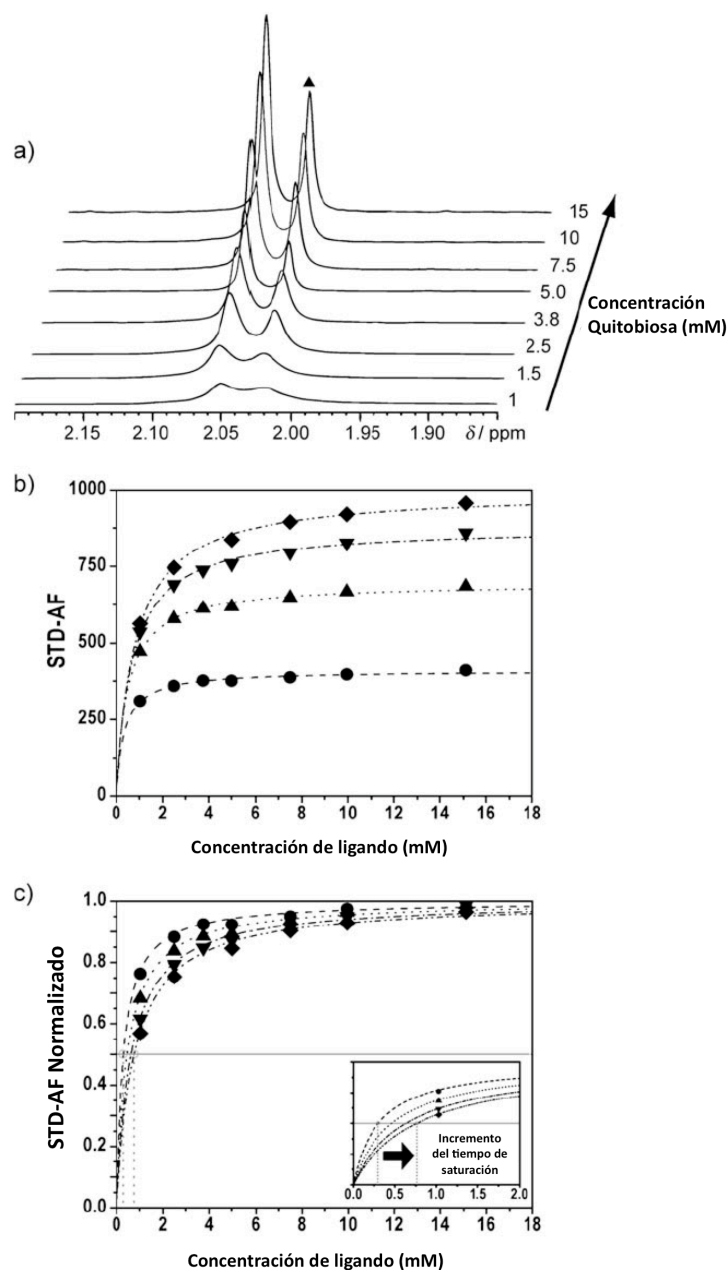 a)
15
10
7.5
5.0
3.8
2.5
1.5
1
Concentración
Quitobiosa (mM)
2.15 2.10 2.05 2.00 1.95 1.90 δ / ppm
b)
1000
750
500
250
0
STD-AF
0 2 4 6 8 10 12 14 16 18
Concentración de ligando (mM)
c)
1.0
0.8
0.6
0.4
0.2
0.0
STD-AF Normalizado
Incremento
del tiempo de
saturación
0.0 0.5 1.0 1.5 2.0
0 2 4 6 8 10 12 14 16 18
Concentración de ligando (mM)